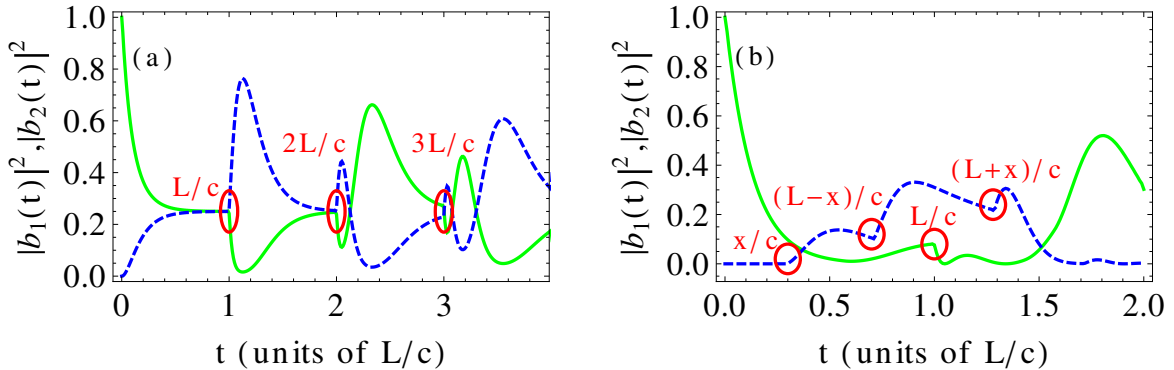 |b₁(t)|²,|b₂(t)|²
1.0
0.8
0.6
0.4
0.2
0.0
(a)
L/c
2L/c
3L/c
0 1 2 3
t (units of L/c)
|b₁(t)|²,|b₂(t)|²
1.0
0.8
0.6
0.4
0.2
0.0
(b)
x/c
(L−x)/c
L/c
(L+x)/c
0.0 0.5 1.0 1.5 2.0
t (units of L/c)